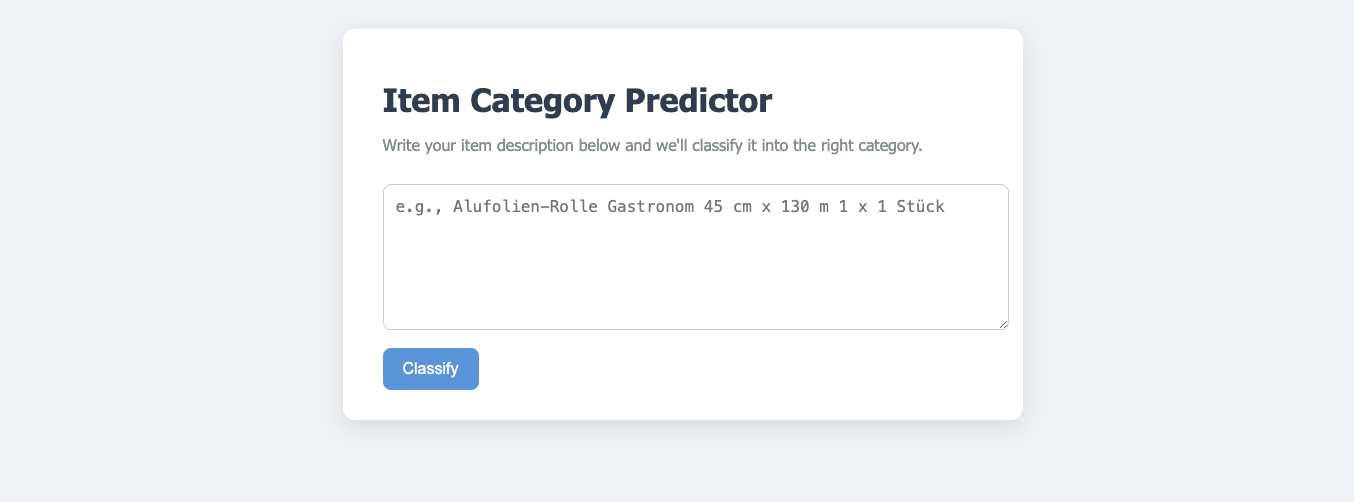 Item Category Predictor
Write your item description below and we'll classify it into the right category.
e.g., Alufolien-Rolle Gastronom 45 cm x 130 m 1 x 1 Stück
Classify